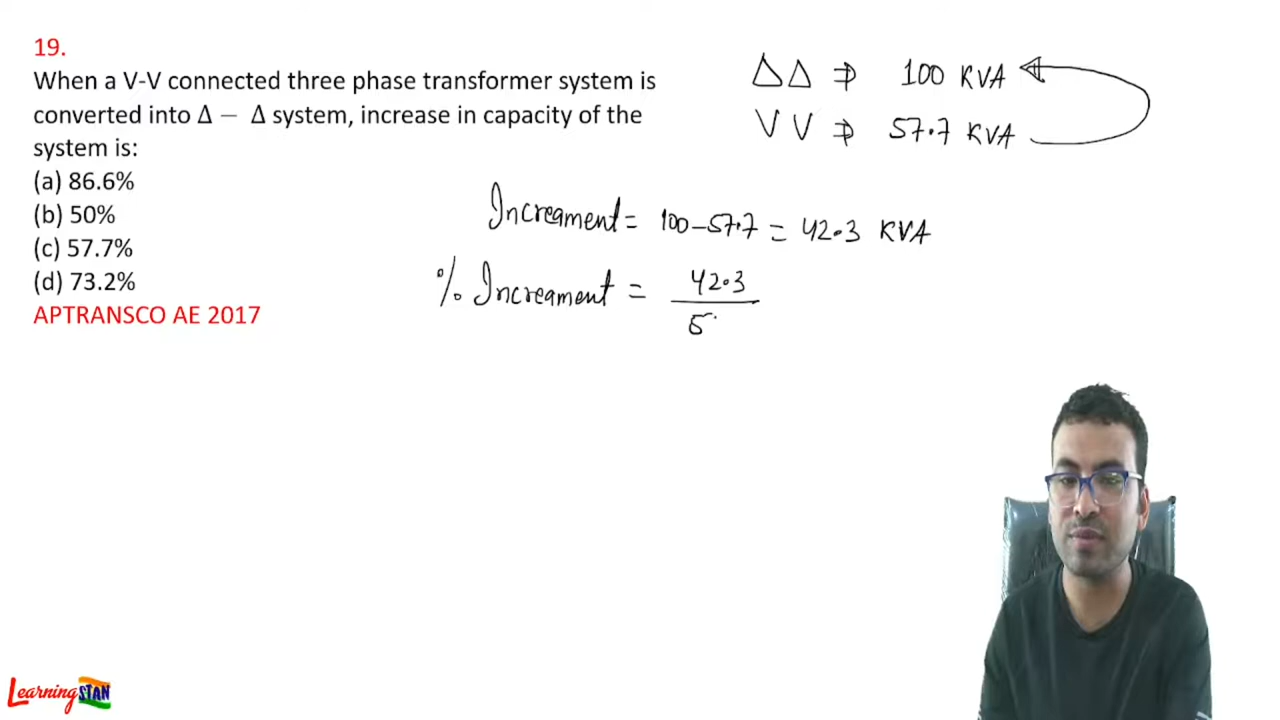 19.
When a V-V connected three phase transformer system is
converted into Δ − Δ system, increase in capacity of the
system is:
(a) 86.6%
(b) 50%
(c) 57.7%
(d) 73.2%
APTRANSCO AE 2017
ΔΔ ⇒ 100 KVA
VV ⇒ 57.7 KVA
Increament = 100-57.7 = 42.3 KVA
% Increament = 42.3
5.
LearningSTAN